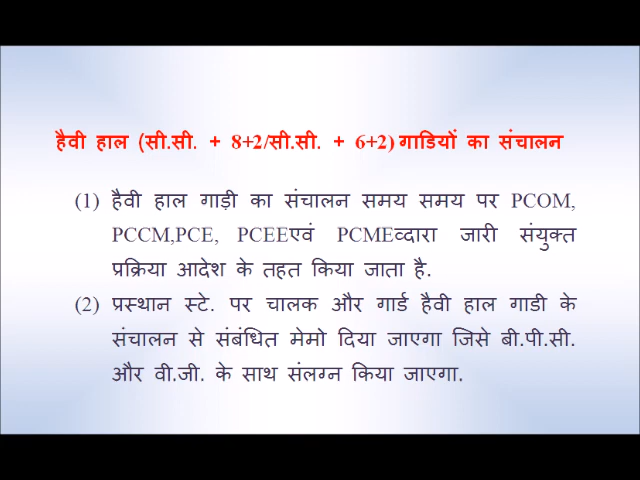 हैवी हाल (सी.सी. + 8+2/सी.सी. + 6+2) गाडियों का संचालन
(1) हैवी हाल गाड़ी का संचालन समय समय पर PCOM,
PCCM,PCE, PCEEएवं PCMEव्दारा जारी संयुक्त
प्रक्रिया आदेश के तहत किया जाता है.
(2) प्रस्थान स्टे. पर चालक और गार्ड हैवी हाल गाडी के
संचालन से संबंधित मेमो दिया जाएगा जिसे बी.पी.सी.
और वी.जी. के साथ संलग्न किया जाएगा.